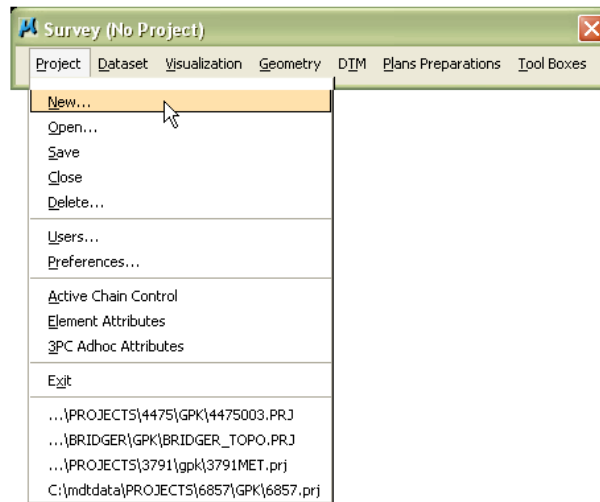 Survey (No Project)
Project Dataset Visualization Geometry DTM Plans Preparations Tool Boxes
New...
Open...
Save
Close
Delete...
Users...
Preferences...
Active Chain Control
Element Attributes
3PC Adhoc Attributes
Exit
...\PROJECTS\4475\GPK\4475003.PRJ
...\BRIDGER\GPK\BRIDGER_TOPO.PRJ
...\PROJECTS\3791\gpk\3791MET.prj
C:\mdtdata\PROJECTS\6857\GPK\6857.prj